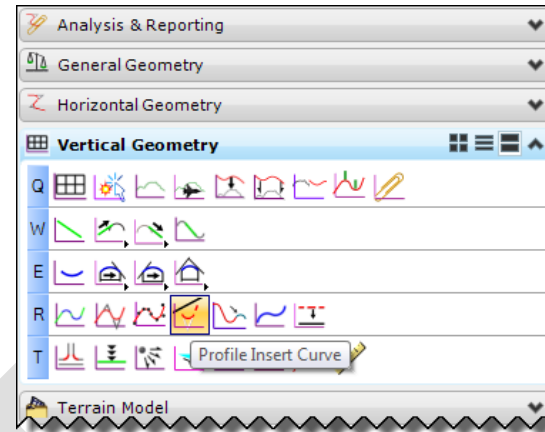 Analysis & Reporting
General Geometry
Horizontal Geometry
Vertical Geometry
Q
W
E
R
T
Profile Insert Curve
Terrain Model